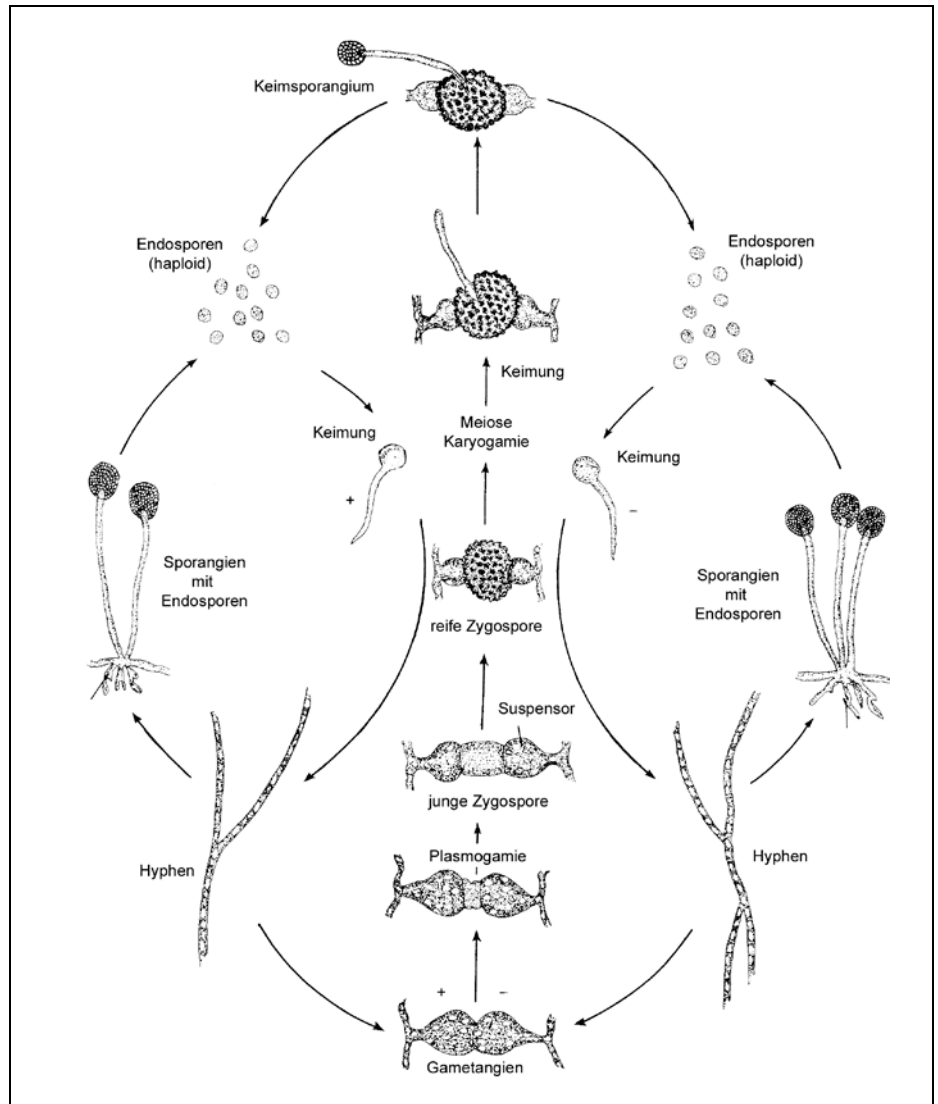 Keimsporangium
Endosporen
(haploid)
Endosporen
(haploid)
Keimung
Meiose
Karyogamie
Keimung
+
Keimung
–
Sporangien
mit
Endosporen
reife Zygospore
Sporangien
mit
Endosporen
Suspensor
junge Zygospore
Hyphen
Plasmogamie
Hyphen
+ –
Gametangien